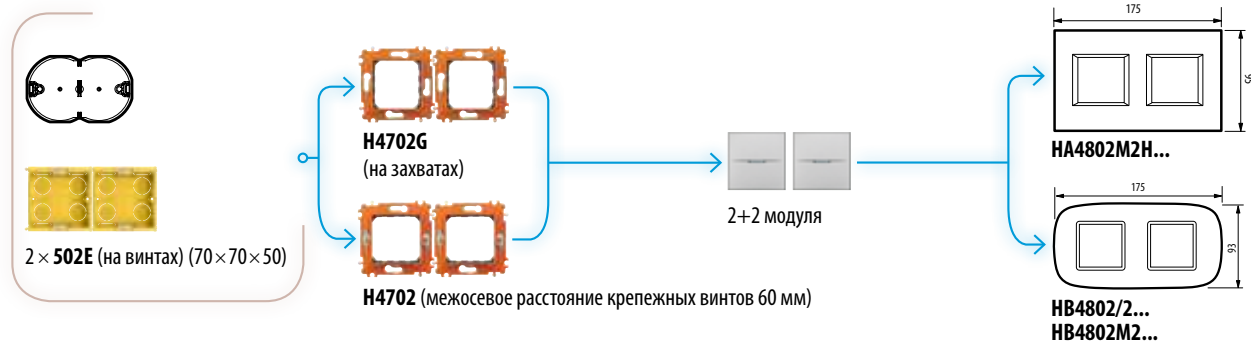 2 × 502E (на винтах) (70×70×50)
H4702G
(на захватах)
H4702 (межосевое расстояние крепежных винтов 60 мм)
2+2 модуля
175
95
HA4802M2H...
175
93
HB4802/2...
HB4802M2...